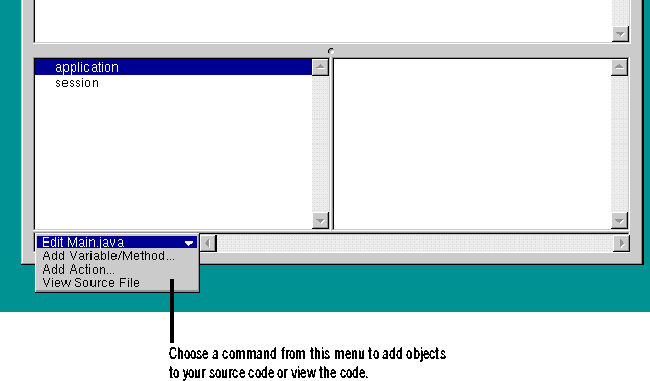 application
session
Edit Main.java
Add Variable/Method...
Add Action...
View Source File
Choose a command from this menu to add objects
to your source code or view the code.